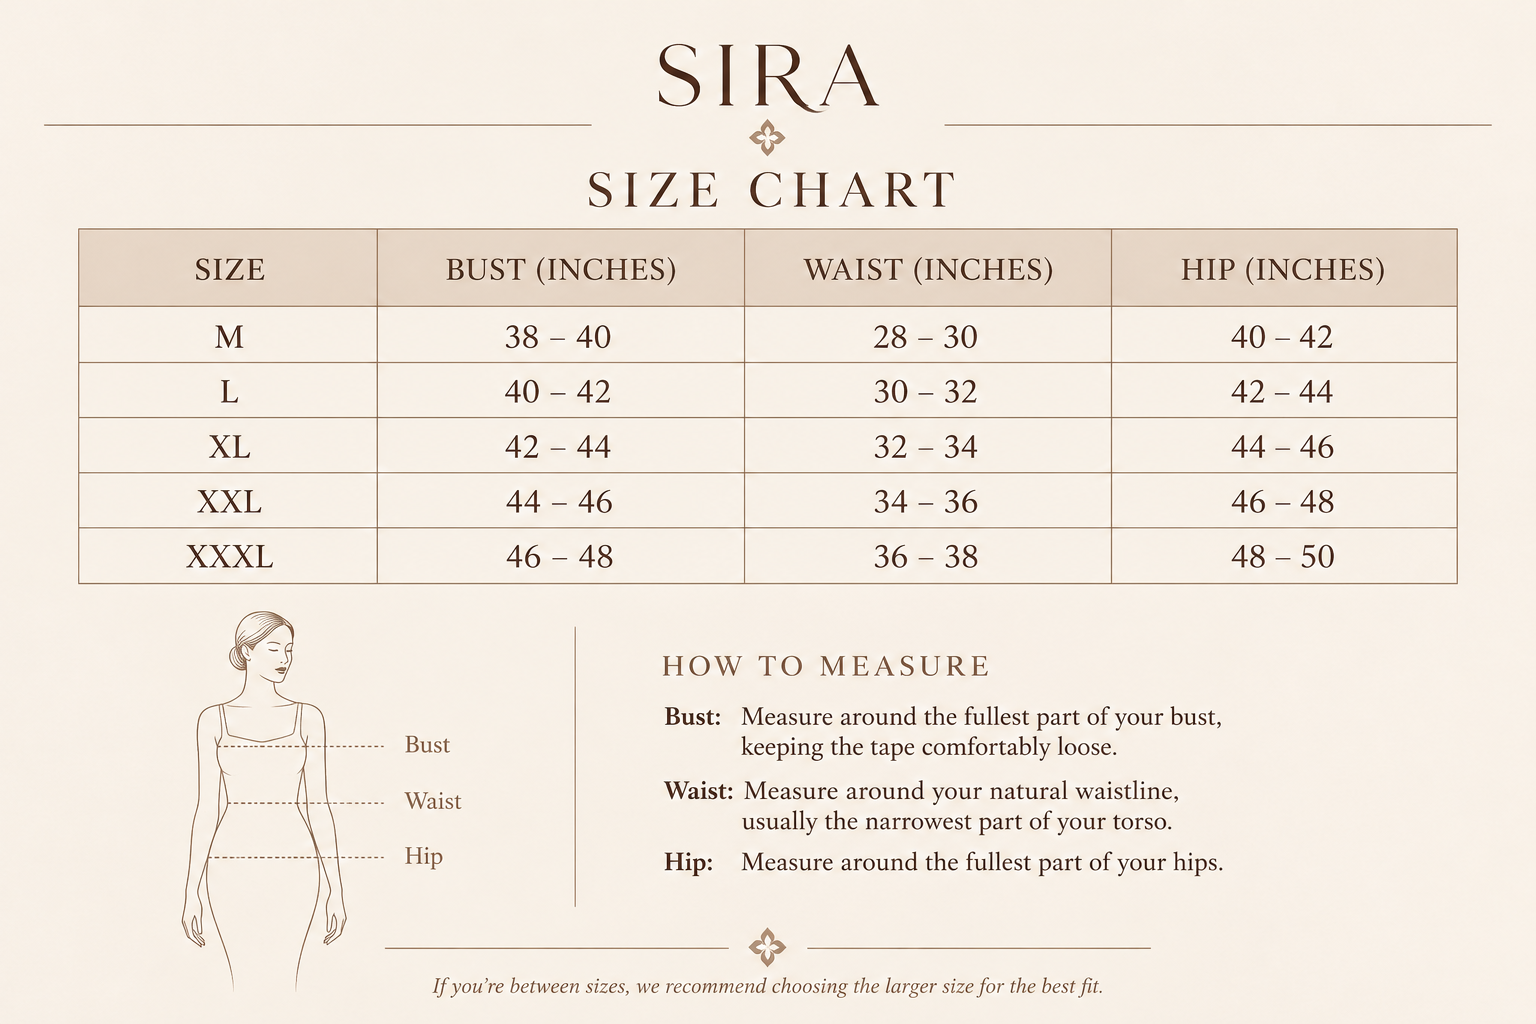 SIRA
SIZE CHART
SIZE BUST (INCHES) WAIST (INCHES) HIP (INCHES)
M 38 – 40 28 – 30 40 – 42
L 40 – 42 30 – 32 42 – 44
XL 42 – 44 32 – 34 44 – 46
XXL 44 – 46 34 – 36 46 – 48
XXXL 46 – 48 36 – 38 48 – 50
Bust
Waist
Hip
HOW TO MEASURE
Bust: Measure around the fullest part of your bust,
keeping the tape comfortably loose.
Waist: Measure around your natural waistline,
usually the narrowest part of your torso.
Hip: Measure around the fullest part of your hips.
If you're between sizes, we recommend choosing the larger size for the best fit.